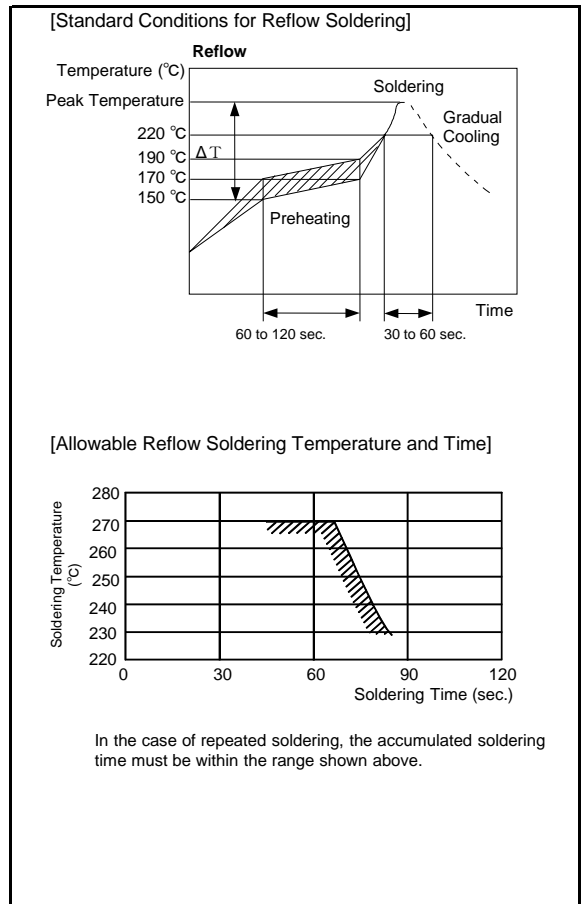 [Standard Conditions for Reflow Soldering]
Reflow
Temperature (°C)
Peak Temperature
Soldering
Gradual
Cooling
220 °C
190 °C
ΔT
170 °C
150 °C
Preheating
Time
60 to 120 sec.
30 to 60 sec.
[Allowable Reflow Soldering Temperature and Time]
Soldering Temperature
(°C)
280
270
260
250
240
230
220
0
30
60
90
120
Soldering Time (sec.)
In the case of repeated soldering, the accumulated soldering
time must be within the range shown above.